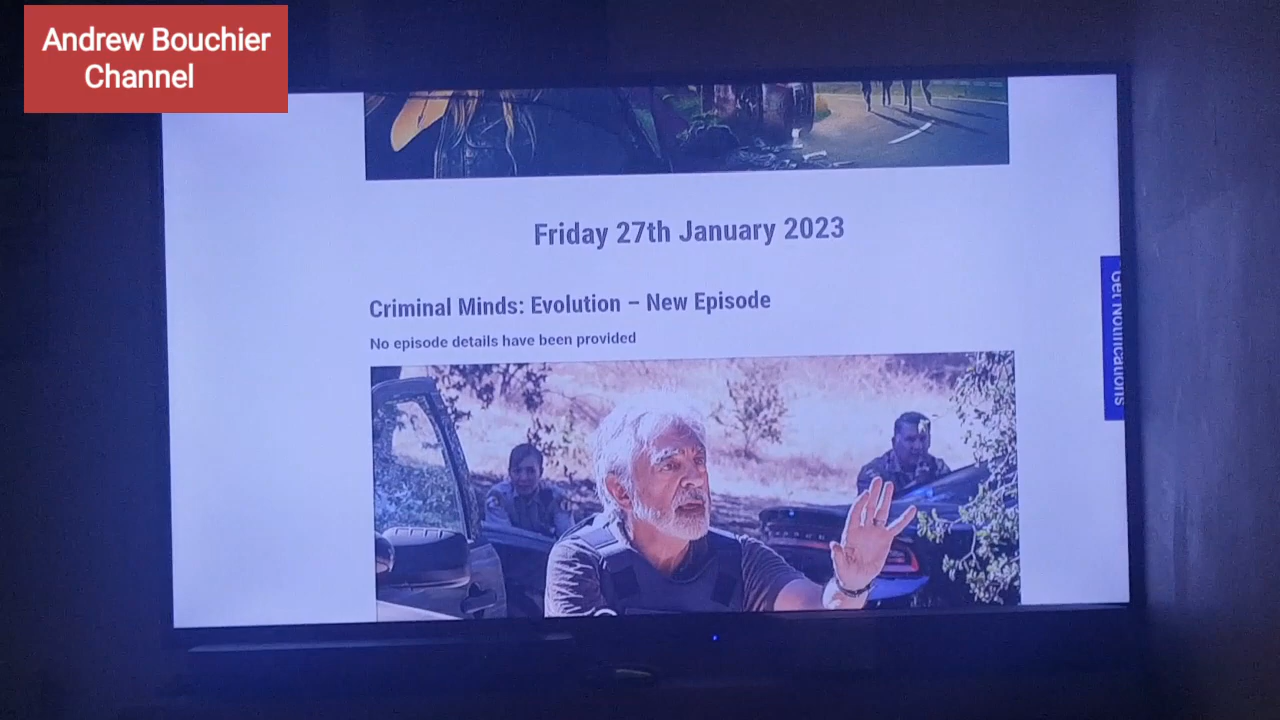 Andrew Bouchier
Channel
Friday 27th January 2023
Criminal Minds: Evolution – New Episode
No episode details have been provided
Get Notifications